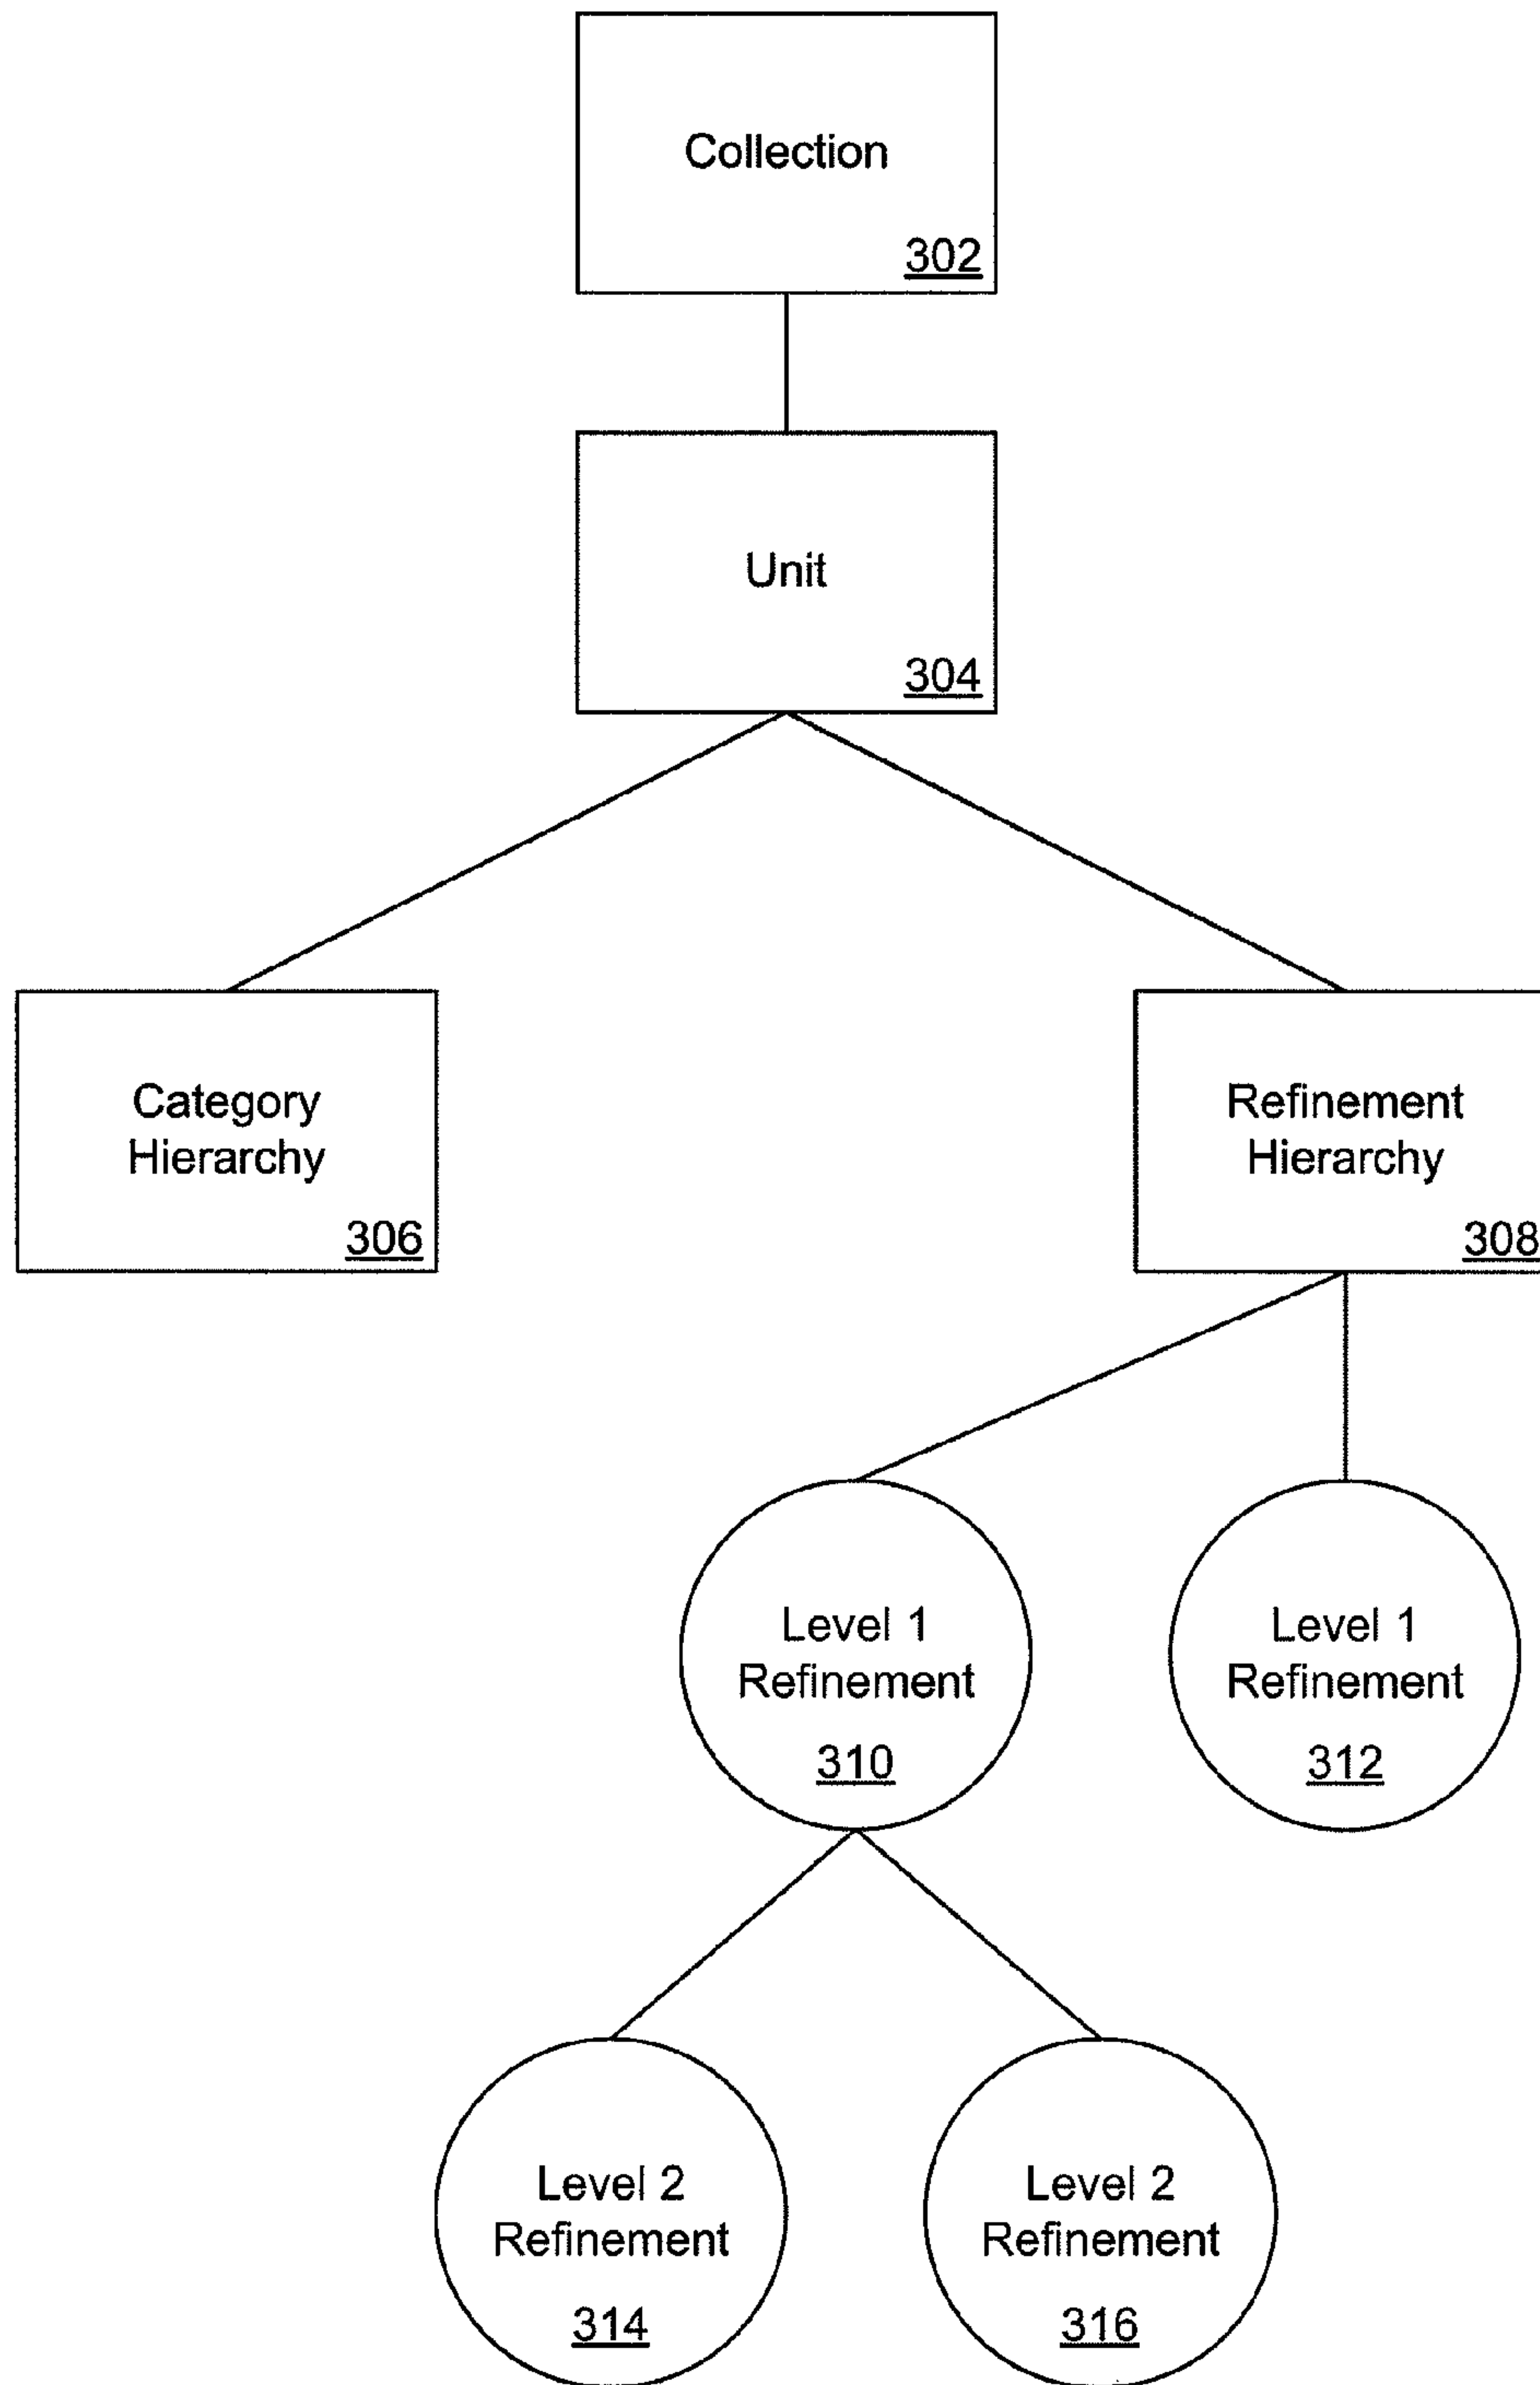 Collection
302
Unit
304
Category
Hierarchy
306
Refinement
Hierarchy
308
Level 1
Refinement
310
Level 1
Refinement
312
Level 2
Refinement
314
Level 2
Refinement
316